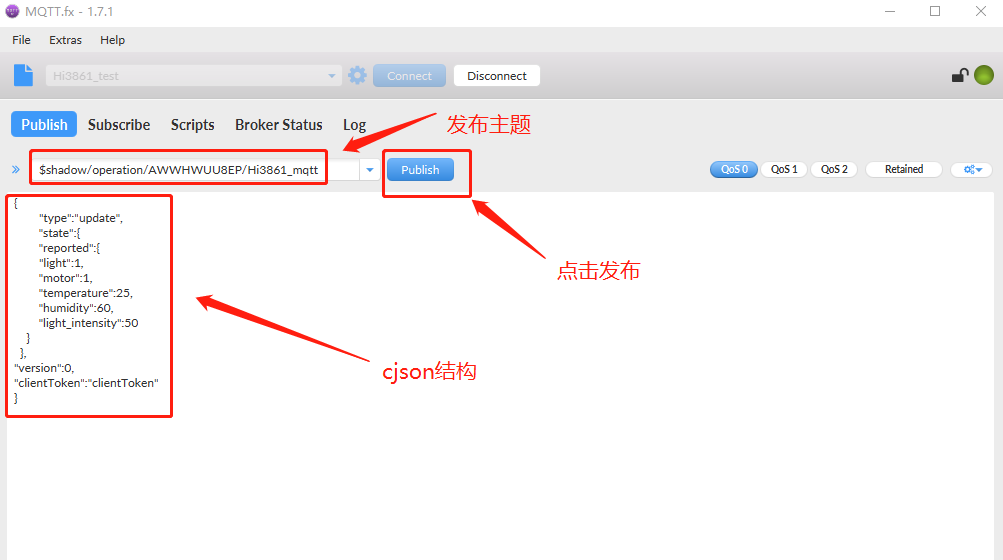 MQTT.fx - 1.7.1
File Extras Help
Hi3861_test Connect Disconnect
Publish Subscribe Scripts Broker Status Log
发布主题
$shadow/operation/AWWHWUU8EP/Hi3861_mqtt Publish QoS 0 QoS 1 QoS 2 Retained
{
"type":"update",
"state":{
"reported":{
"light":1,
"motor":1,
"temperature":25,
"humidity":60,
"light_intensity":50
}
},
"version":0,
"clientToken":"clientToken"
}
点击发布
cjson结构